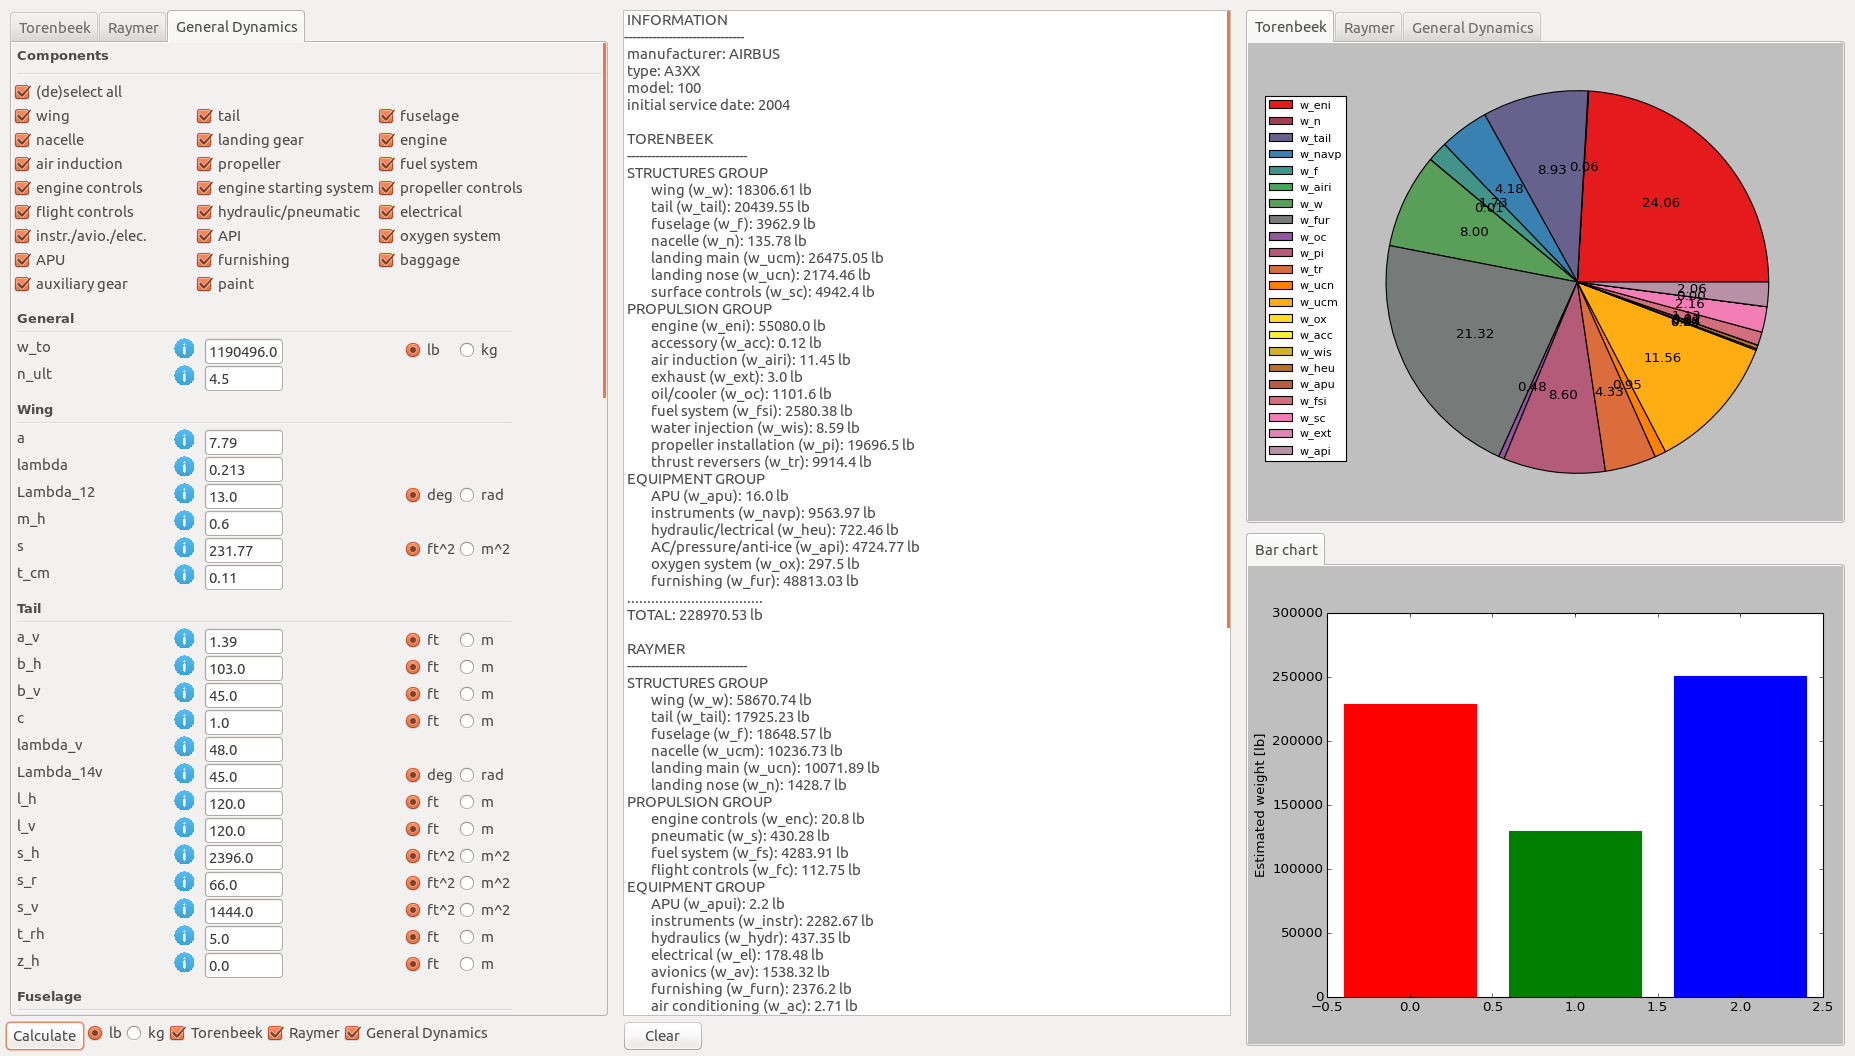 Torenbeek Raymer General Dynamics
Components
(de)select all
wing tail fuselage
nacelle landing gear engine
air induction propeller fuel system
engine controls engine starting system propeller controls
flight controls hydraulic/pneumatic electrical
instr./avio./elec. API oxygen system
APU furnishing baggage
auxiliary gear paint
General
w_to 1190496.0 lb kg
n_ult 4.5
Wing
a 7.79
lambda 0.213
Lambda_12 13.0 deg rad
m_h 0.6
s 231.77 ft^2 m^2
t_cm 0.11
Tail
a_v 1.39 ft m
b_h 103.0 ft m
b_v 45.0 ft m
c 1.0 ft m
lambda_v 48.0
Lambda_14v 45.0 deg rad
l_h 120.0 ft m
l_v 120.0 ft m
s_h 2396.0 ft^2 m^2
s_r 66.0 ft^2 m^2
s_v 1444.0 ft^2 m^2
t_rh 5.0 ft m
z_h 0.0 ft m
Fuselage
Calculate lb kg Torenbeek Raymer General Dynamics
INFORMATION
------------------------------
manufacturer: AIRBUS
type: A3XX
model: 100
initial service date: 2004
TORENBEEK
------------------------------
STRUCTURES GROUP
wing (w_w): 18306.61 lb
tail (w_tail): 20439.55 lb
fuselage (w_f): 3962.9 lb
nacelle (w_n): 135.78 lb
landing main (w_ucm): 26475.05 lb
landing nose (w_ucn): 2174.46 lb
surface controls (w_sc): 4942.4 lb
PROPULSION GROUP
engine (w_eni): 55080.0 lb
accessory (w_acc): 0.12 lb
air induction (w_airi): 11.45 lb
exhaust (w_ext): 3.0 lb
oil/cooler (w_oc): 1101.6 lb
fuel system (w_fsi): 2580.38 lb
water injection (w_wis): 8.59 lb
propeller installation (w_pi): 19696.5 lb
thrust reversers (w_tr): 9914.4 lb
EQUIPMENT GROUP
APU (w_apu): 16.0 lb
instruments (w_navp): 9563.97 lb
hydraulic/lectrical (w_heu): 722.46 lb
AC/pressure/anti-ice (w_api): 4724.77 lb
oxygen system (w_ox): 297.5 lb
furnishing (w_fur): 48813.03 lb
..................................
TOTAL: 228970.53 lb
RAYMER
------------------------------
STRUCTURES GROUP
wing (w_w): 58670.74 lb
tail (w_tail): 17925.23 lb
fuselage (w_f): 18648.57 lb
nacelle (w_ucm): 10236.73 lb
landing main (w_ucn): 10071.89 lb
landing nose (w_n): 1428.7 lb
PROPULSION GROUP
engine controls (w_enc): 20.8 lb
pneumatic (w_s): 430.28 lb
fuel system (w_fs): 4283.91 lb
flight controls (w_fc): 112.75 lb
EQUIPMENT GROUP
APU (w_apui): 2.2 lb
instruments (w_instr): 2282.67 lb
hydraulics (w_hydr): 437.35 lb
electrical (w_el): 178.48 lb
avionics (w_av): 1538.32 lb
furnishing (w_furn): 2376.2 lb
air conditioning (w_ac): 2.71 lb
Clear
Torenbeek Raymer General Dynamics
w_eni
w_n
w_tail
w_navp
w_f
w_airi
w_w
w_fur
w_oc
w_pi
w_tr
w_ucn
w_ucm
w_ox
w_acc
w_wis
w_heu
w_apu
w_fsi
w_sc
w_ext
w_api
24.06
0.06
8.93
4.18
1.73
0.01
8.00
21.32
0.48
8.60
4.33
0.95
11.56
2.16
0.00
2.06
Bar chart
Estimated weight [lb]
300000
250000
200000
150000
100000
50000
0
−0.5 0.0 0.5 1.0 1.5 2.0 2.5